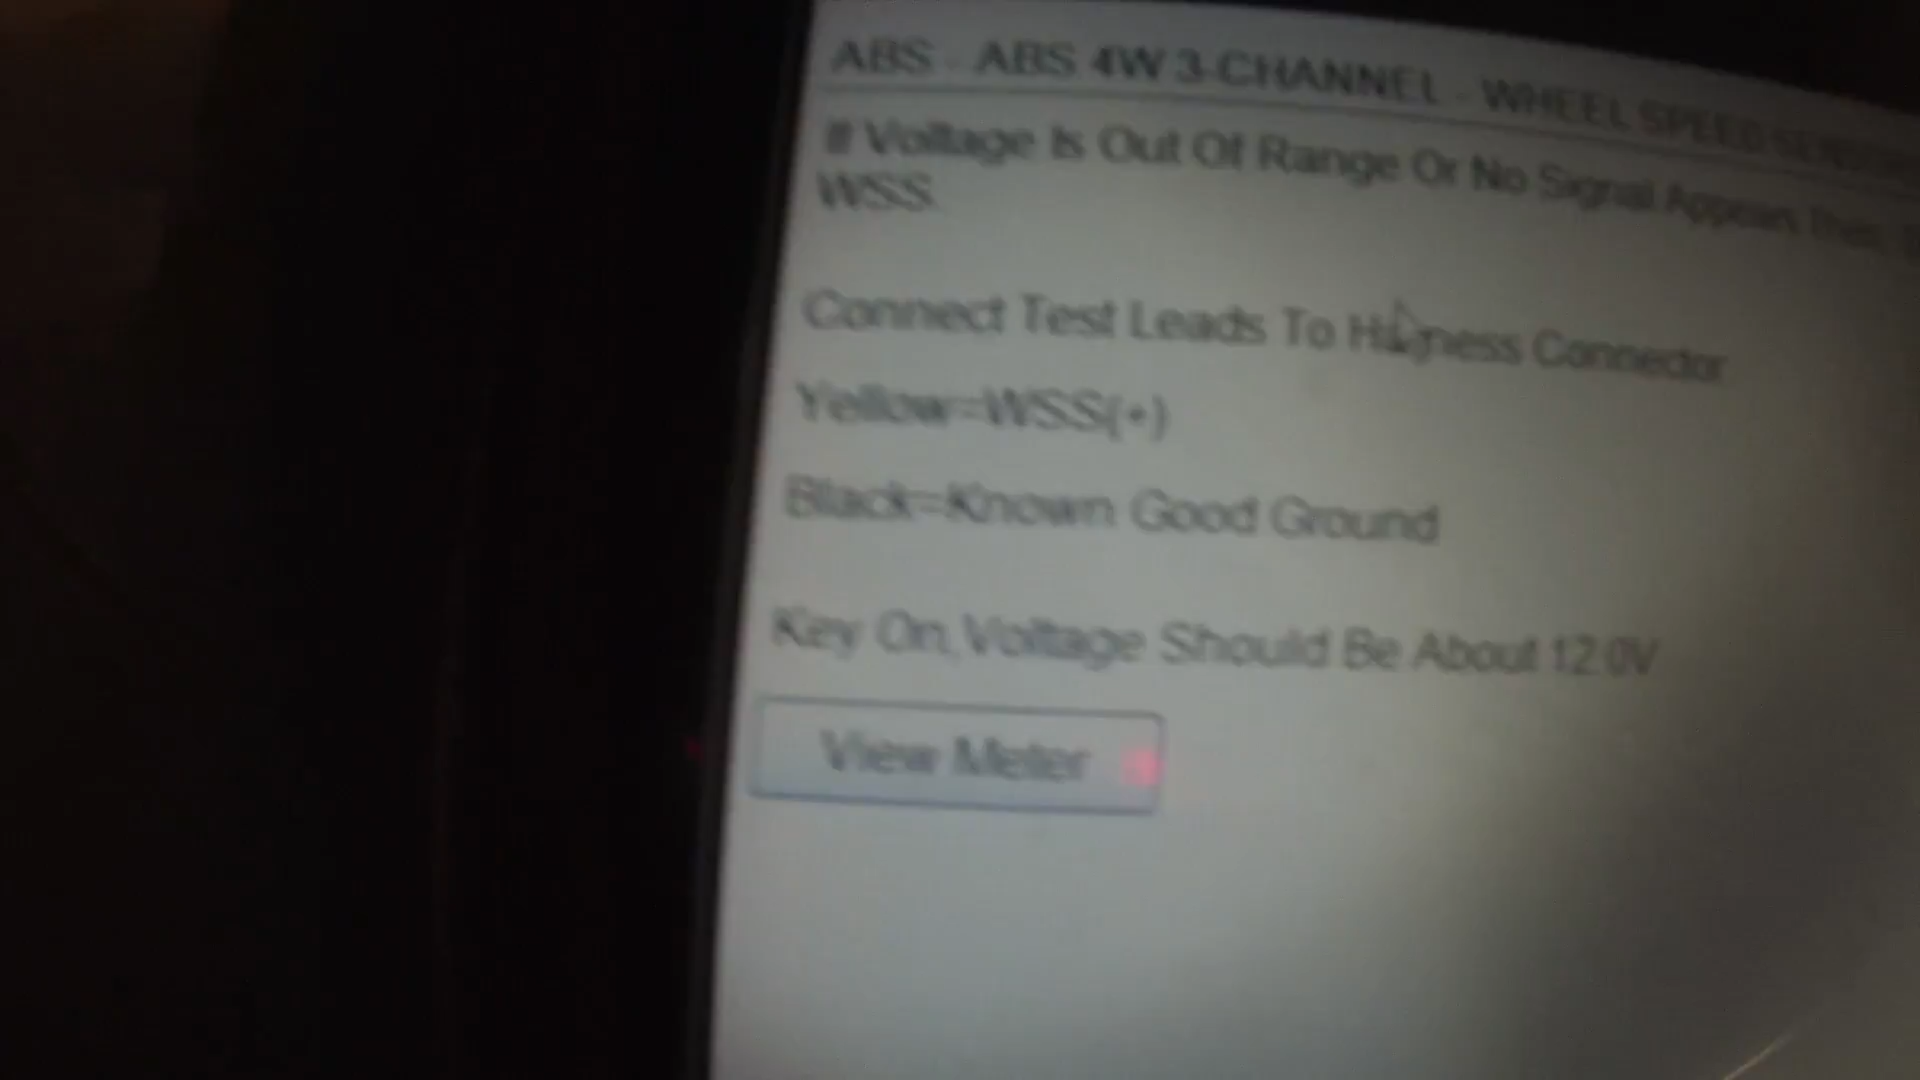 ABS - ABS 4W 3-CHANNEL - WHEEL SPEED
If Voltage Is Out Of Range Or No Signal Appears Then
WSS.
Connect Test Leads To Harness Connector
Yellow=WSS(+)
Black=Known Good Ground
Key On, Voltage Should Be About 12.0V
View Meter